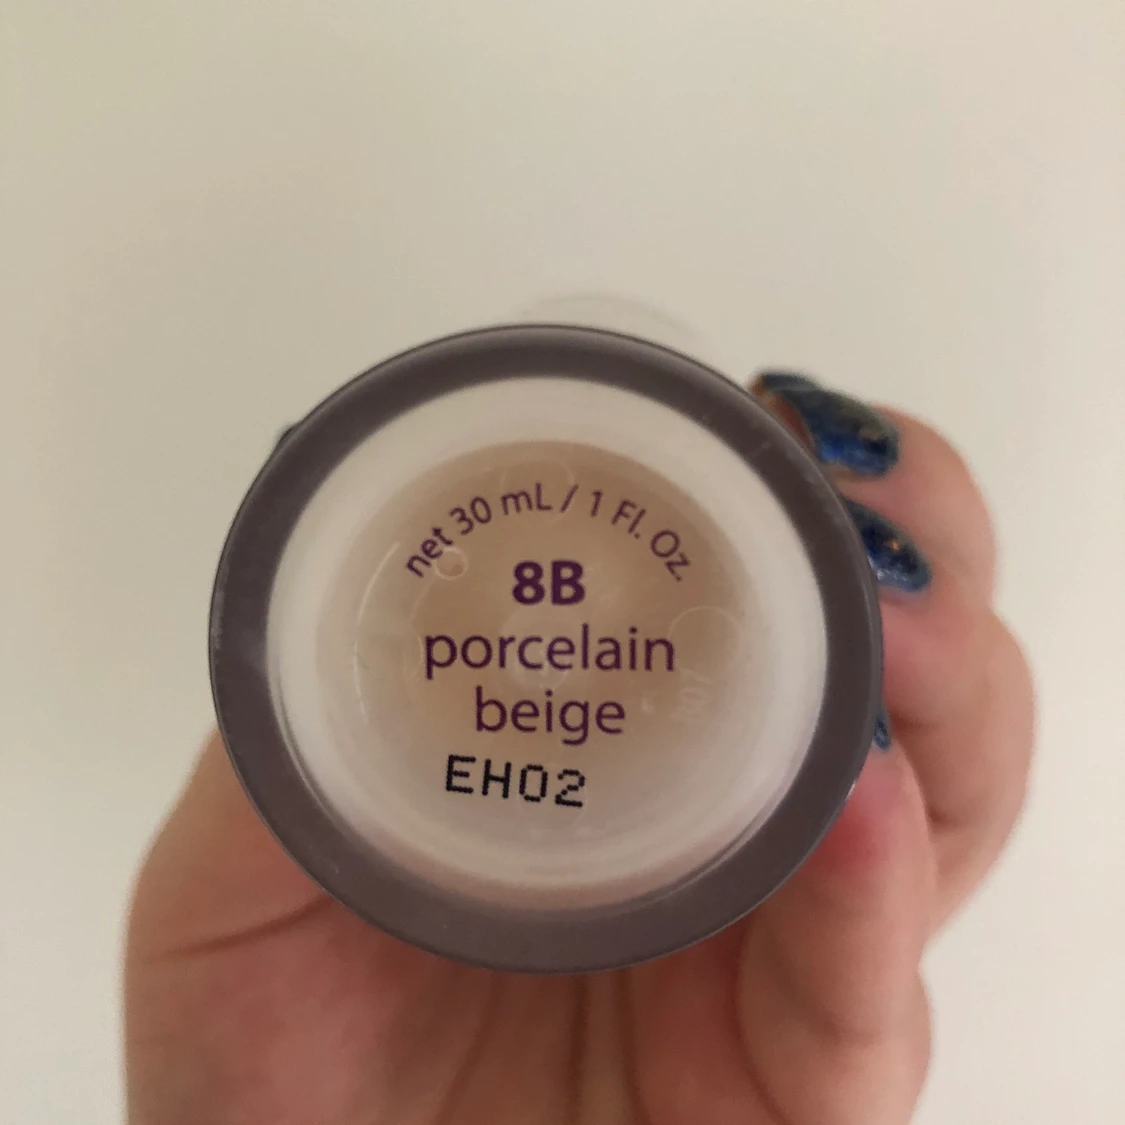 net 30 mL / 1 Fl. Oz.
8B
porcelain
beige
EH02